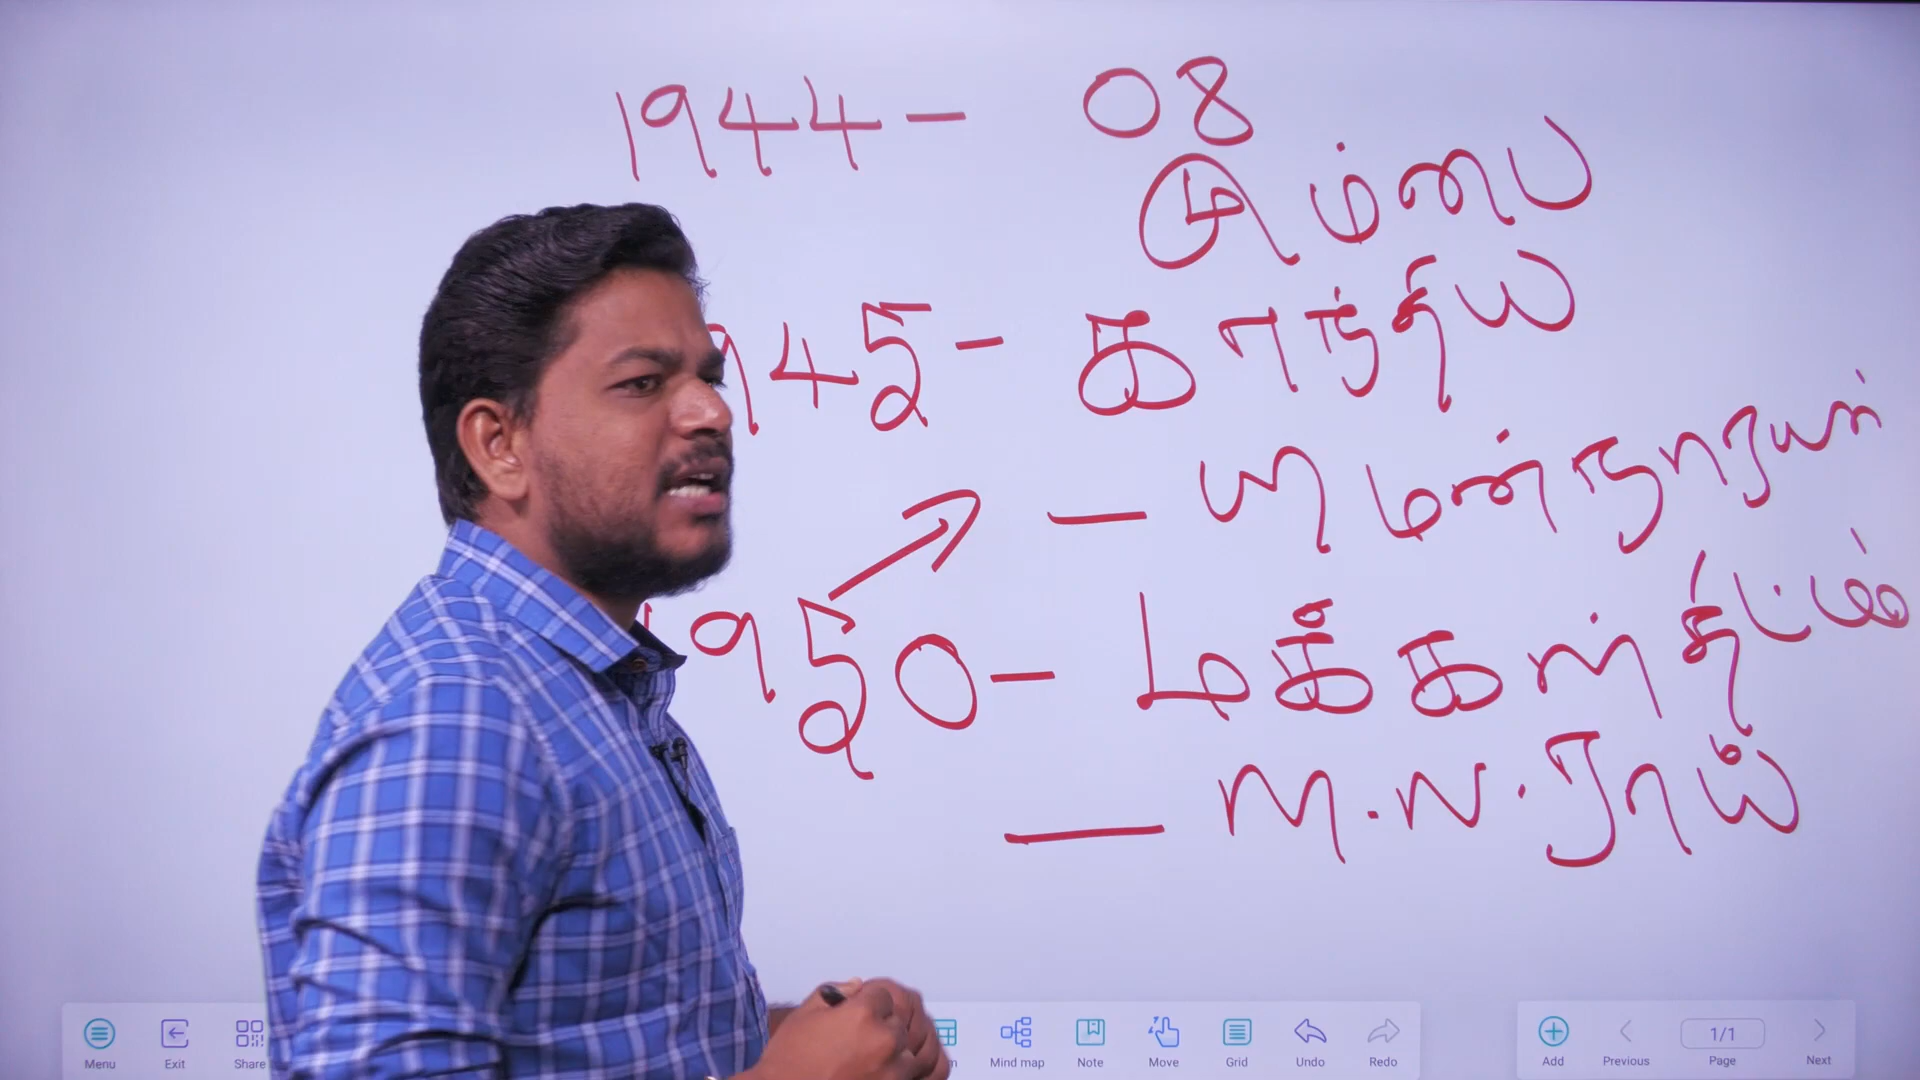 1944 - 08
மும்பை
945 - காந்திய
ஸ்ரீமன் நாராயன்
1950 - மக்கள் திட்டம்
M.N.ராய்
Menu Exit Share Mind map Note Move Grid Undo Redo Add Previous 1/1 Page Next